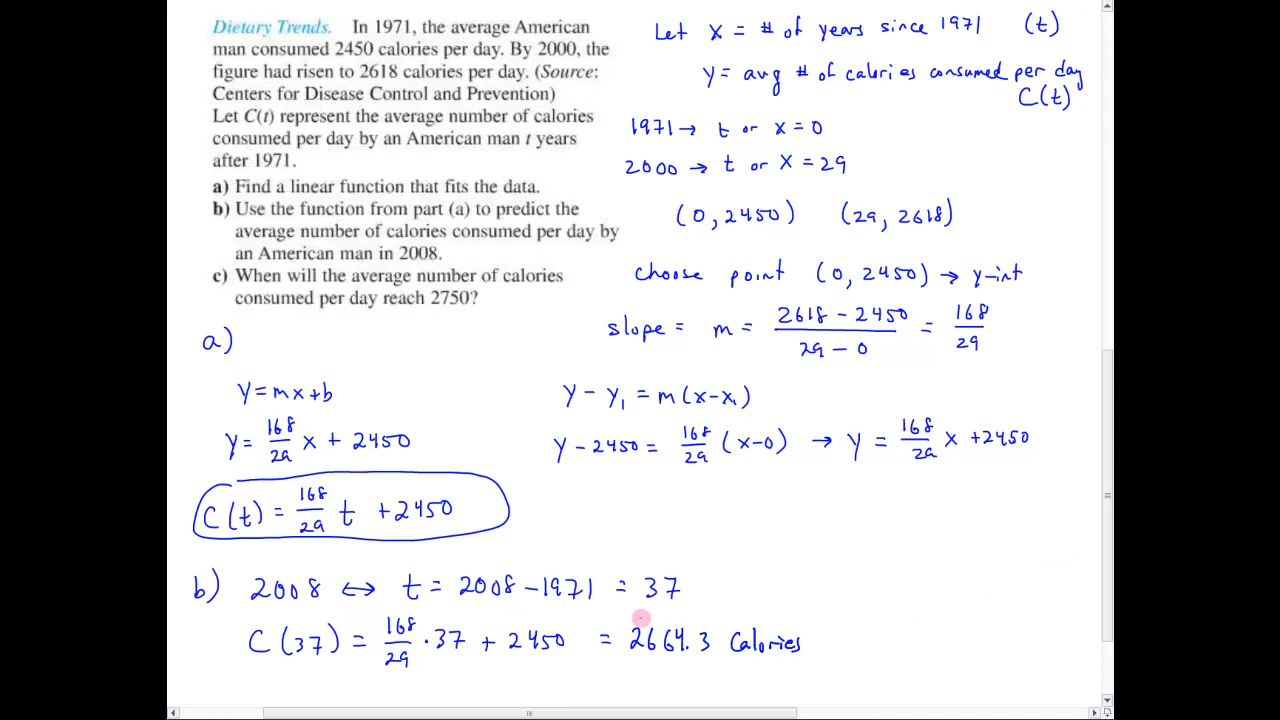 Dietary Trends. In 1971, the average American
man consumed 2450 calories per day. By 2000, the
figure had risen to 2618 calories per day. (Source:
Centers for Disease Control and Prevention)
Let C(t) represent the average number of calories
consumed per day by an American man t years
after 1971.
a) Find a linear function that fits the data.
b) Use the function from part (a) to predict the
average number of calories consumed per day by
an American man in 2008.
c) When will the average number of calories
consumed per day reach 2750?
Let x = # of years since 1971 (t)
y = avg # of calories consumed per day
C(t)
1971 → t or x = 0
2000 → t or x = 29
(0, 2450) (29, 2618)
choose point (0, 2450) → y-int
slope = m = 2618 - 2450 / 29 - 0 = 168/29
a)
y = mx + b
y = 168/29 x + 2450
C(t) = 168/29 t + 2450
y - y₁ = m(x - x₁)
y - 2450 = 168/29 (x - 0) → y = 168/29 x + 2450
b) 2008 ↔ t = 2008 - 1971 = 37
C(37) = 168/29 · 37 + 2450 = 2664.3 Calories